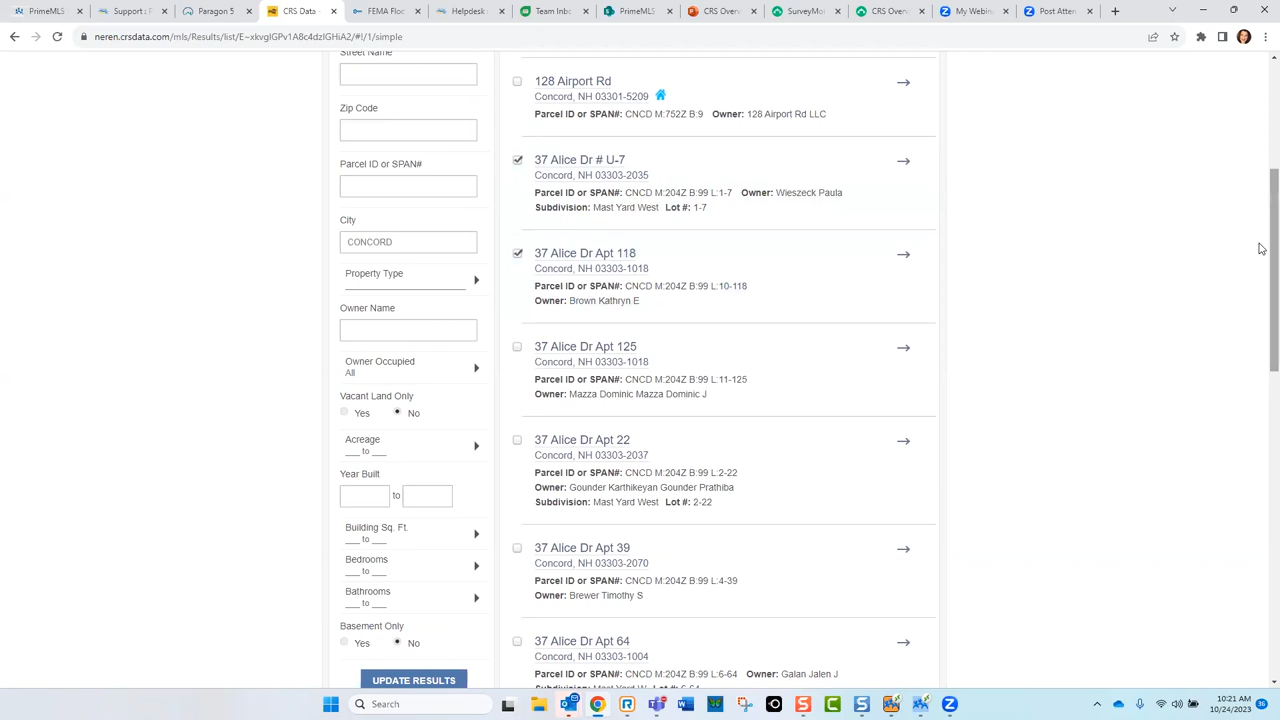 PrimeMLS
Support: F
Paragon 5
CRS Data -
FEMA Floo
Helpdesk
Team Inbo
PrimeMLS
CRS Overv
SurveyMon
CRS Overv
My Webina
Post Atten
neren.crsdata.com/mls/Results/list/E~xkvgIGPv1A8c4dzIGhiA2/#I/1/simple
Street Name
Zip Code
Parcel ID or SPAN#
City
CONCORD
Property Type
Owner Name
Owner Occupied
All
Vacant Land Only
Yes No
Acreage
___ to ___
Year Built
to
Building Sq. Ft.
___ to ___
Bedrooms
___ to ___
Bathrooms
___ to ___
Basement Only
Yes No
UPDATE RESULTS
128 Airport Rd
Concord, NH 03301-5209
Parcel ID or SPAN#: CNCD M:752Z B:9 Owner: 128 Airport Rd LLC
37 Alice Dr # U-7
Concord, NH 03303-2035
Parcel ID or SPAN#: CNCD M:204Z B:99 L:1-7 Owner: Wieszeck Paula
Subdivision: Mast Yard West Lot #: 1-7
37 Alice Dr Apt 118
Concord, NH 03303-1018
Parcel ID or SPAN#: CNCD M:204Z B:99 L:10-118
Owner: Brown Kathryn E
37 Alice Dr Apt 125
Concord, NH 03303-1018
Parcel ID or SPAN#: CNCD M:204Z B:99 L:11-125
Owner: Mazza Dominic Mazza Dominic J
37 Alice Dr Apt 22
Concord, NH 03303-2037
Parcel ID or SPAN#: CNCD M:204Z B:99 L:2-22
Owner: Gounder Karthikeyan Gounder Prathiba
Subdivision: Mast Yard West Lot #: 2-22
37 Alice Dr Apt 39
Concord, NH 03303-2070
Parcel ID or SPAN#: CNCD M:204Z B:99 L:4-39
Owner: Brewer Timothy S
37 Alice Dr Apt 64
Concord, NH 03303-1004
Parcel ID or SPAN#: CNCD M:204Z B:99 L:6-64 Owner: Galan Jalen J
Search
10:21 AM
10/24/2023
36